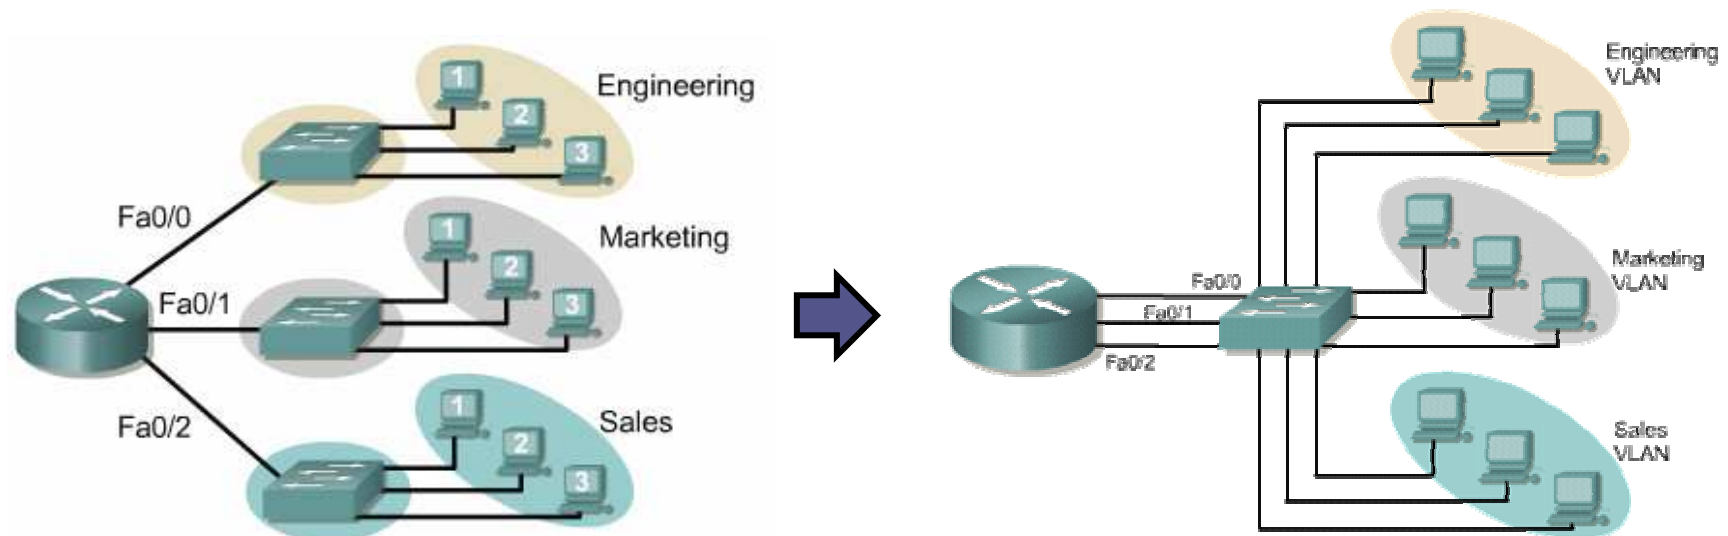 1
2
3
Engineering
Fa0/0
1
2
3
Marketing
Fa0/1
1
2
3
Sales
Fa0/2
Engineering
VLAN
Marketing
VLAN
Fa0/0
Fa0/1
Fa0/2
Sales
VLAN